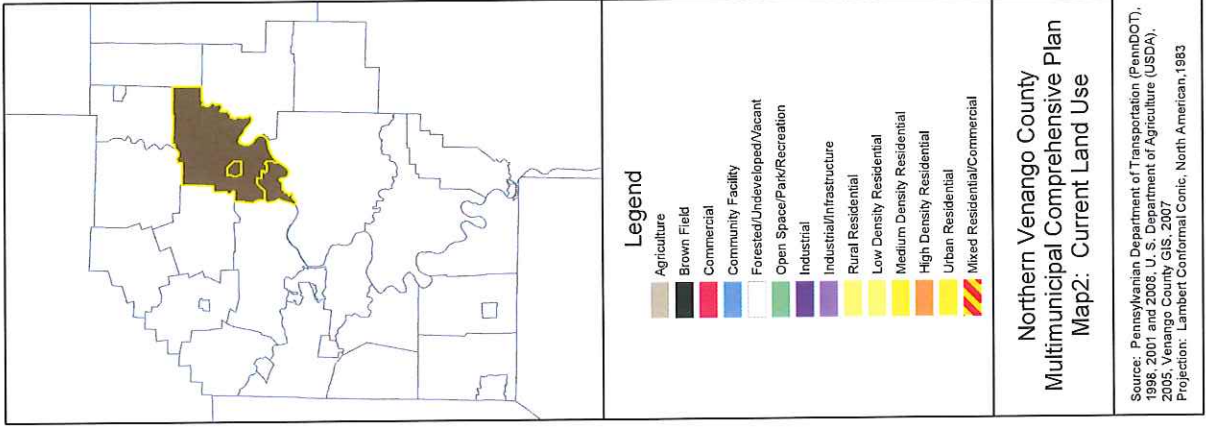 Legend
Agriculture
Brown Field
Commercial
Community Facility
Forested/Undeveloped/Vacant
Open Space/Park/Recreation
Industrial
Industrial/Infrastructure
Rural Residential
Low Density Residential
Medium Density Residential
High Density Residential
Urban Residential
Mixed Residential/Commercial
Northern Venango County
Multimunicipal Comprehensive Plan
Map2: Current Land Use
Source: Pennsylvanian Department of Transportation (PennDOT),
1998, 2001 and 2008, U. S. Department of Agriculture (USDA),
2005, Venango County GIS, 2007
Projection: Lambert Conformal Conic, North American,1983